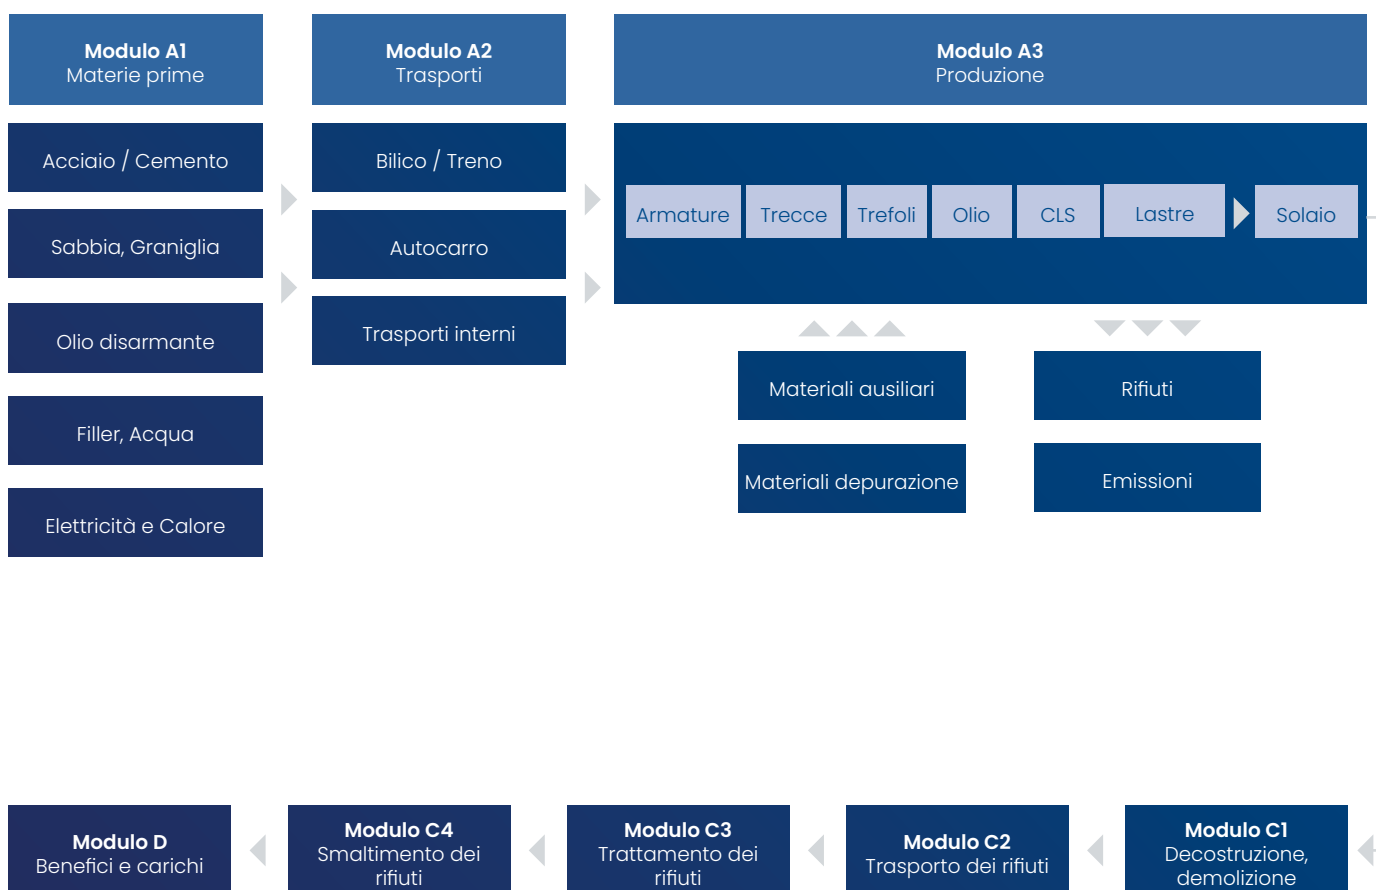 Modulo A1
Materie prime
Modulo A2
Trasporti
Modulo A3
Produzione
Acciaio / Cemento
Sabbia, Graniglia
Olio disarmante
Filler, Acqua
Elettricità e Calore
Bilico / Treno
Autocarro
Trasporti interni
Armature
Trecce
Trefoli
Olio
CLS
Lastre
Solaio
Materiali ausiliari
Materiali depurazione
Rifiuti
Emissioni
Modulo D
Benefici e carichi
Modulo C4
Smaltimento dei
rifiuti
Modulo C3
Trattamento dei
rifiuti
Modulo C2
Trasporto dei rifiuti
Modulo C1
Decostruzione,
demolizione